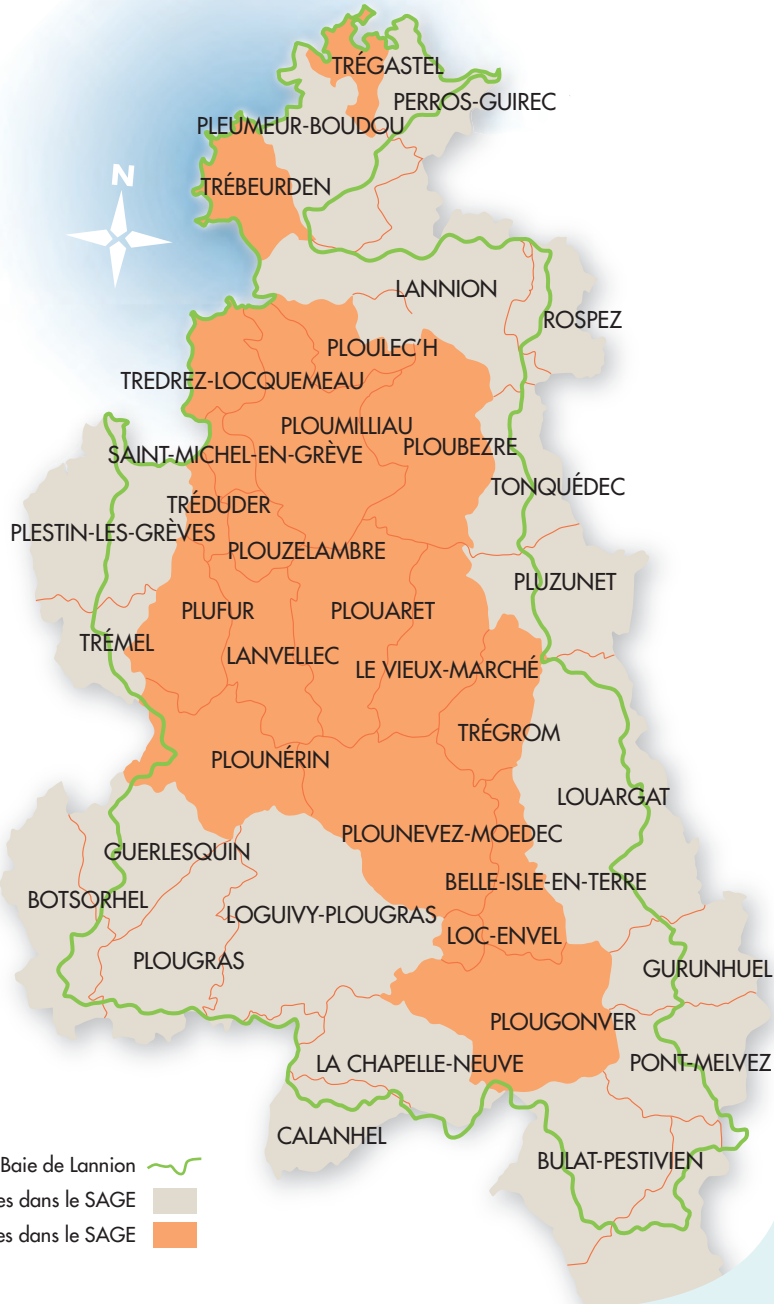 TRÉGASTEL
PERROS-GUIREC
PLEUMEUR-BOUDOU
TRÉBEURDEN
N
LANNION
ROSPEZ
PLOULEC'H
TREDREZ-LOCQUEMEAU
PLOUMILLIAU
PLOUBEZRE
SAINT-MICHEL-EN-GRÈVE
TONQUÉDEC
TRÉDUDER
PLESTIN-LES-GRÈVES
PLOUZELAMBRE
PLUZUNET
PLUFUR
PLOUARET
TRÉMEL
LANVELLEC
LE VIEUX-MARCHÉ
TRÉGROM
PLOUNÉRIN
LOUARGAT
PLOUNEVEZ-MOEDEC
GUERLESQUIN
BELLE-ISLE-EN-TERRE
BOTSORHEL
LOGUIVY-PLOUGRAS
LOC-ENVEL
PLOUGRAS
GURUNHUEL
PLOUGONVER
LA CHAPELLE-NEUVE
PONT-MELVEZ
CALANHEL
BULAT-PESTIVIEN
Baie de Lannion
es dans le SAGE
es dans le SAGE